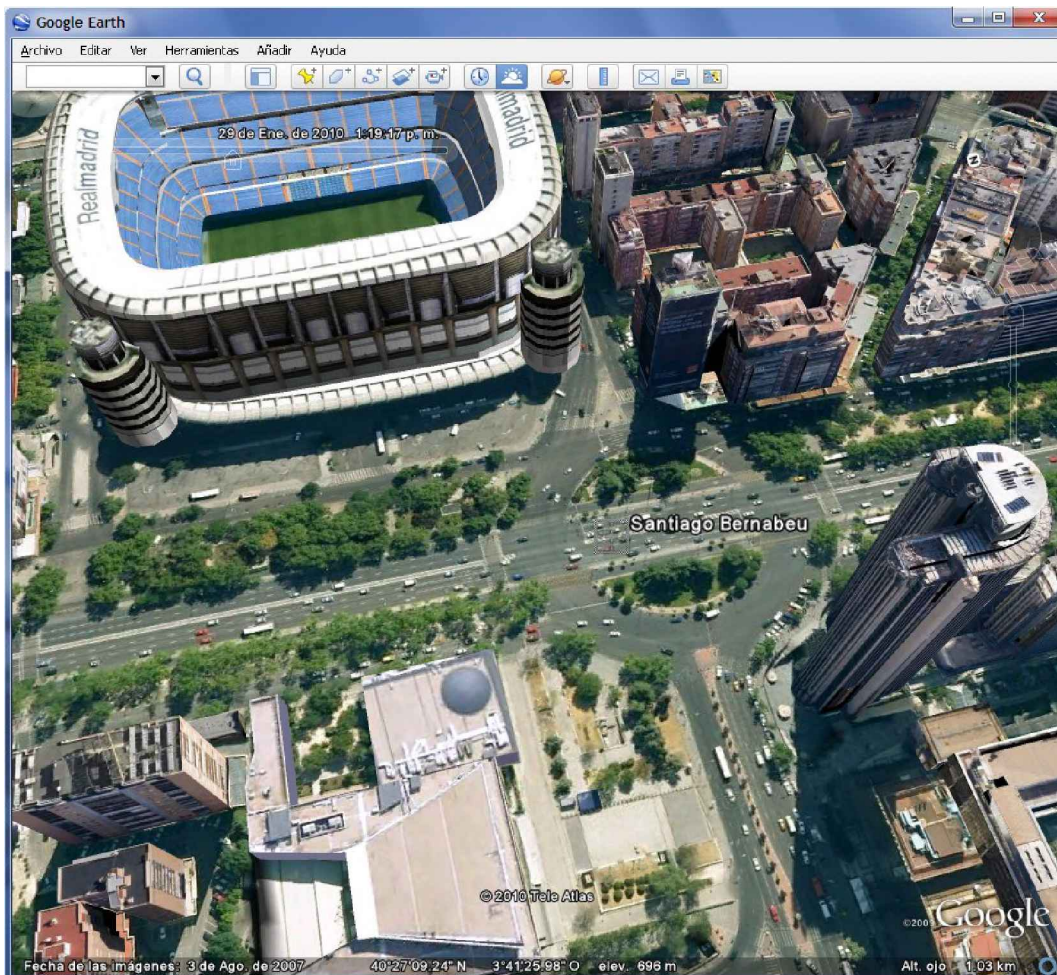 Google Earth
Archivo Editar Ver Herramientas Añadir Ayuda
29 de Ene. de 2010 1:19:17 p. m.
Realmadrid
Realmadrid
N
Santiago Bernabeu
© 2010 Tele Atlas
Google
Fecha de las imágenes: 3 de Ago. de 2007 40°27'09.24" N 3°41'25.98" O elev. 696 m Alt. ojo 1.03 km